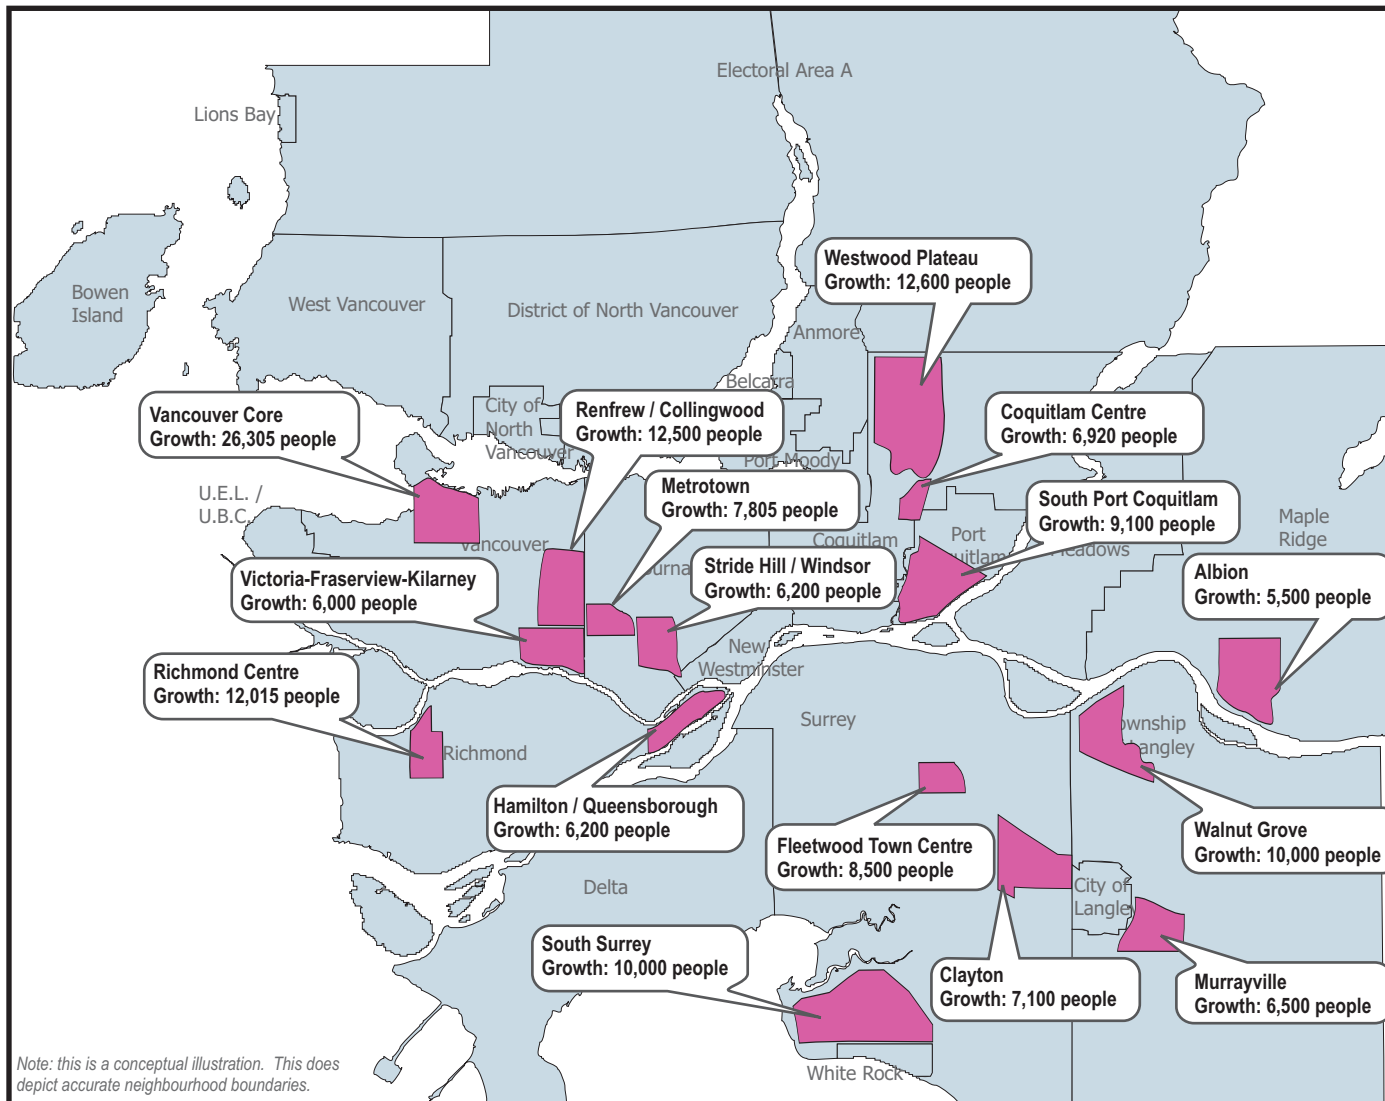 Electoral Area A
Lions Bay
Westwood Plateau
Growth: 12,600 people
Bowen
Island
West Vancouver
District of North Vancouver
Anmore
Belcarra
Vancouver Core
Growth: 26,305 people
City of
North
Vancouver
Renfrew / Collingwood
Growth: 12,500 people
Coquitlam Centre
Growth: 6,920 people
Port Moody
Metrotown
Growth: 7,805 people
South Port Coquitlam
Growth: 9,100 people
U.E.L. /
U.B.C.
Vancouver
Coquitlam
Port
Maple
Ridge
Victoria-Fraserview-Kilarney
Growth: 6,000 people
Stride Hill / Windsor
Growth: 6,200 people
Albion
Growth: 5,500 people
New
Westminster
Richmond Centre
Growth: 12,015 people
Surrey
Richmond
Hamilton / Queensborough
Growth: 6,200 people
Fleetwood Town Centre
Growth: 8,500 people
Walnut Grove
Growth: 10,000 people
Delta
City of
Langle
South Surrey
Growth: 10,000 people
Clayton
Growth: 7,100 people
Murrayville
Growth: 6,500 people
White Rock
Note: this is a conceptual illustration. This does
depict accurate neighbourhood boundaries.